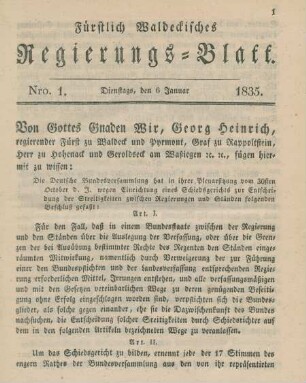 1
Fürstlich Waldeckisches
Regierungs-Blatt.
Nro. 1. Dienstags, den 6 Januar 1835.
Von Gottes Gnaden Wir, Georg Heinrich,
regierender Fürst zu Waldeck und Pyrmont, Graf zu Rappoltstein,
Herr zu Hohenack und Geroldseck am Wasigen ꝛc. ꝛc., fügen hier-
mit zu wissen:
Die Deutsche Bundesversammlung hat in ihrer Plenarsitzung vom 30sten
October v. J. wegen Einrichtung eines Schiedsgerichts zur Entschei-
dung der Streitigkeiten zwischen Regierungen und Ständen folgenden
Beschluß gefaßt:
Art. I.
Für den Fall, daß in einem Bundesstaate zwischen der Regierung
und den Ständen über die Auslegung der Verfassung, oder über die Grenzen
der bei Ausübung bestimmter Rechte des Regenten den Ständen einge-
räumten Mitwirkung, namentlich durch Verweigerung der zur Führung
einer den Bundespflichten und der Landesverfassung entsprechenden Regie-
rung erforderlichen Mittel, Irrungen entstehen, und alle verfassungsmäßigen und
mit den Gesetzen vereinbarlichen Wege zu deren genügenden Beseitigung
ohne Erfolg eingeschlagen worden sind, verpflichten sich die Bundes-
glieder, als solche gegen einander, ehe sie die Dazwischenkunft des Bundes
nachsuchen, die Entscheidung solcher Streitigkeiten durch Schiedsrichter auf
dem in den folgenden Artikeln bezeichneten Wege zu veranlassen.
Art. II.
Um das Schiedsgericht zu bilden, ernennt jede der 17 Stimmen des
engern Rathes der Bundesversammlung aus den von ihr repräsentirten